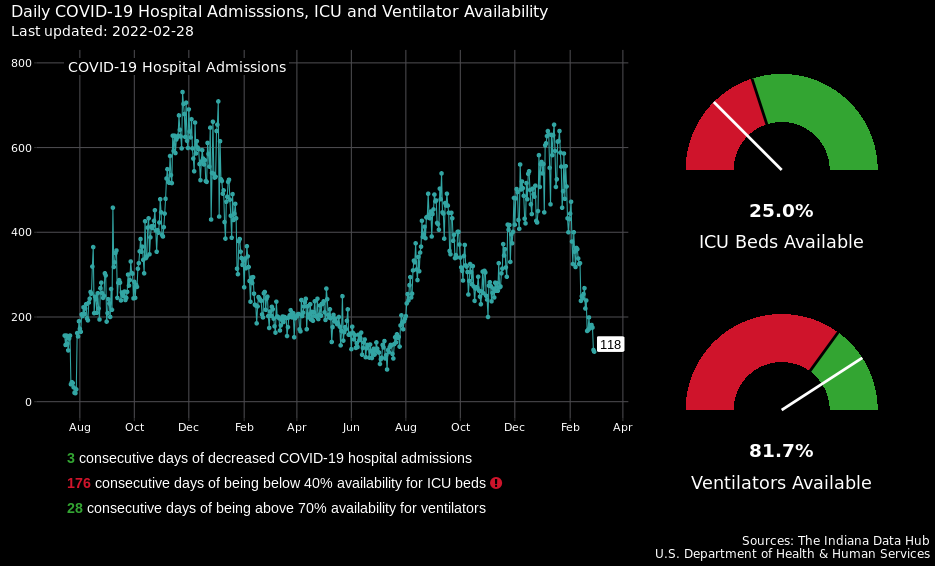 Daily COVID-19 Hospital Admisssions, ICU and Ventilator Availability
Last updated: 2022-02-28
COVID-19 Hospital Admissions
800
600
400
200
0
118
Aug Oct Dec Feb Apr Jun Aug Oct Dec Feb Apr
25.0%
ICU Beds Available
81.7%
Ventilators Available
3 consecutive days of decreased COVID-19 hospital admissions
176 consecutive days of being below 40% availability for ICU beds
28 consecutive days of being above 70% availability for ventilators
Sources: The Indiana Data Hub
U.S. Department of Health & Human Services